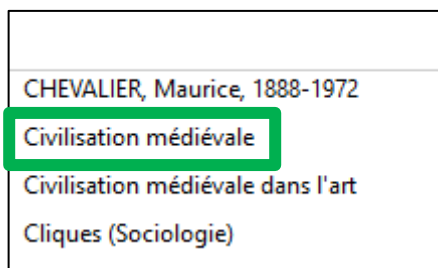 CHEVALIER, Maurice, 1888-1972
Civilisation médiévale
Civilisation médiévale dans l'art
Cliques (Sociologie)